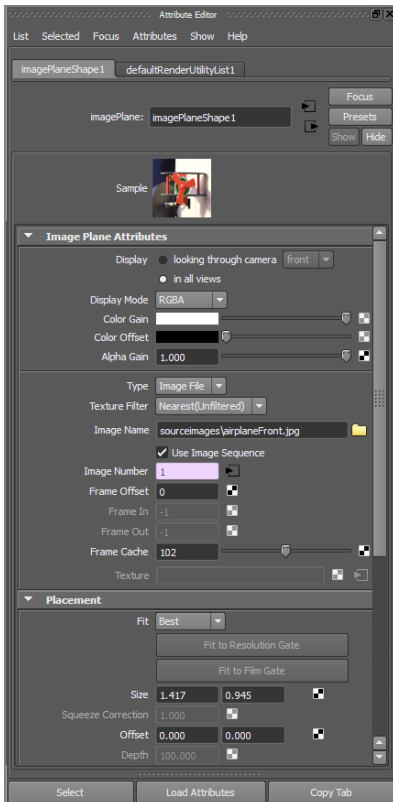 Attribute Editor
List Selected Focus Attributes Show Help
imagePlaneShape1 defaultRenderUtilityList1
Focus
imagePlane: imagePlaneShape1 Presets
Show Hide
Sample
Image Plane Attributes
Display looking through camera front
in all views
Display Mode RGBA
Color Gain
Color Offset
Alpha Gain 1.000
Type Image File
Texture Filter Nearest(Unfiltered)
Image Name sourceimages\airplaneFront.jpg
Use Image Sequence
Image Number 1
Frame Offset 0
Frame In -1
Frame Out -1
Frame Cache 102
Texture
Placement
Fit Best
Fit to Resolution Gate
Fit to Film Gate
Size 1.417 0.945
Squeeze Correction 1.000
Offset 0.000 0.000
Depth 100.000
Select Load Attributes Copy Tab